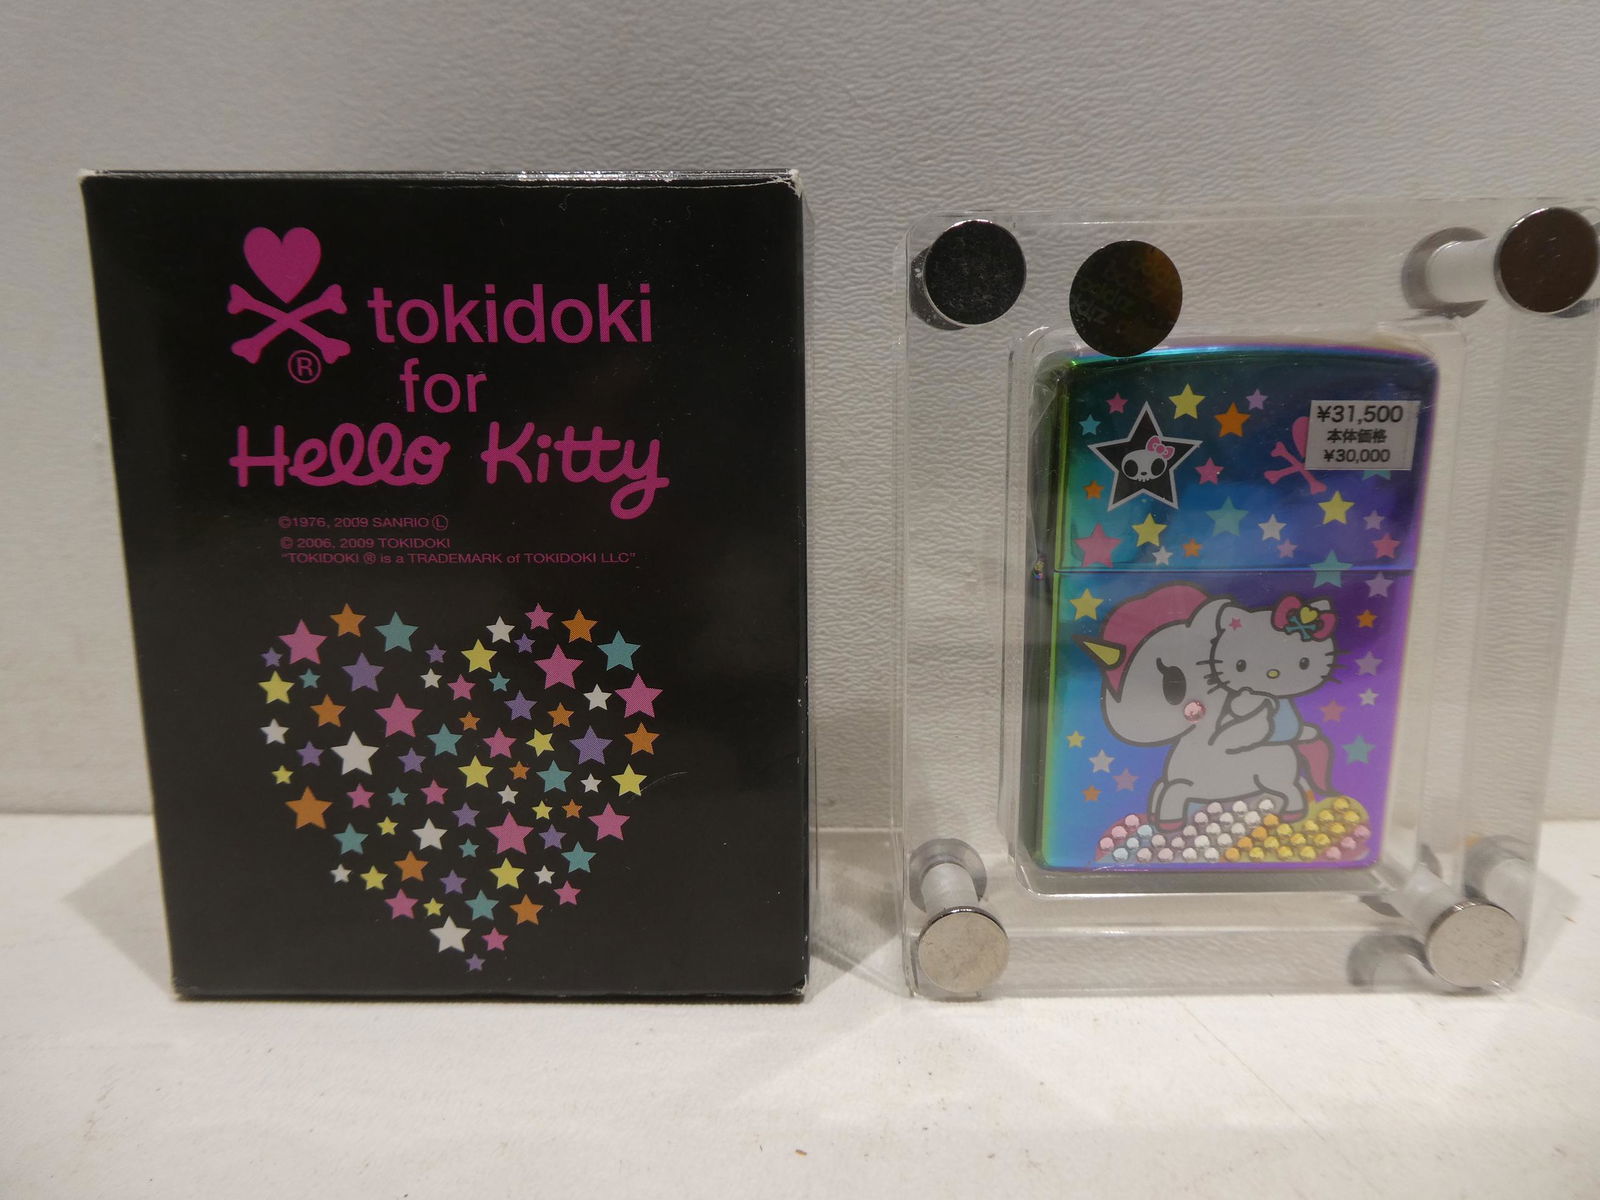 ®
tokidoki
for
Hello Kitty
©1976, 2009 SANRIO Ⓛ
© 2006, 2009 TOKIDOKI
"TOKIDOKI ® is a TRADEMARK of TOKIDOKI LLC"
¥31,500
本体価格
¥30,000